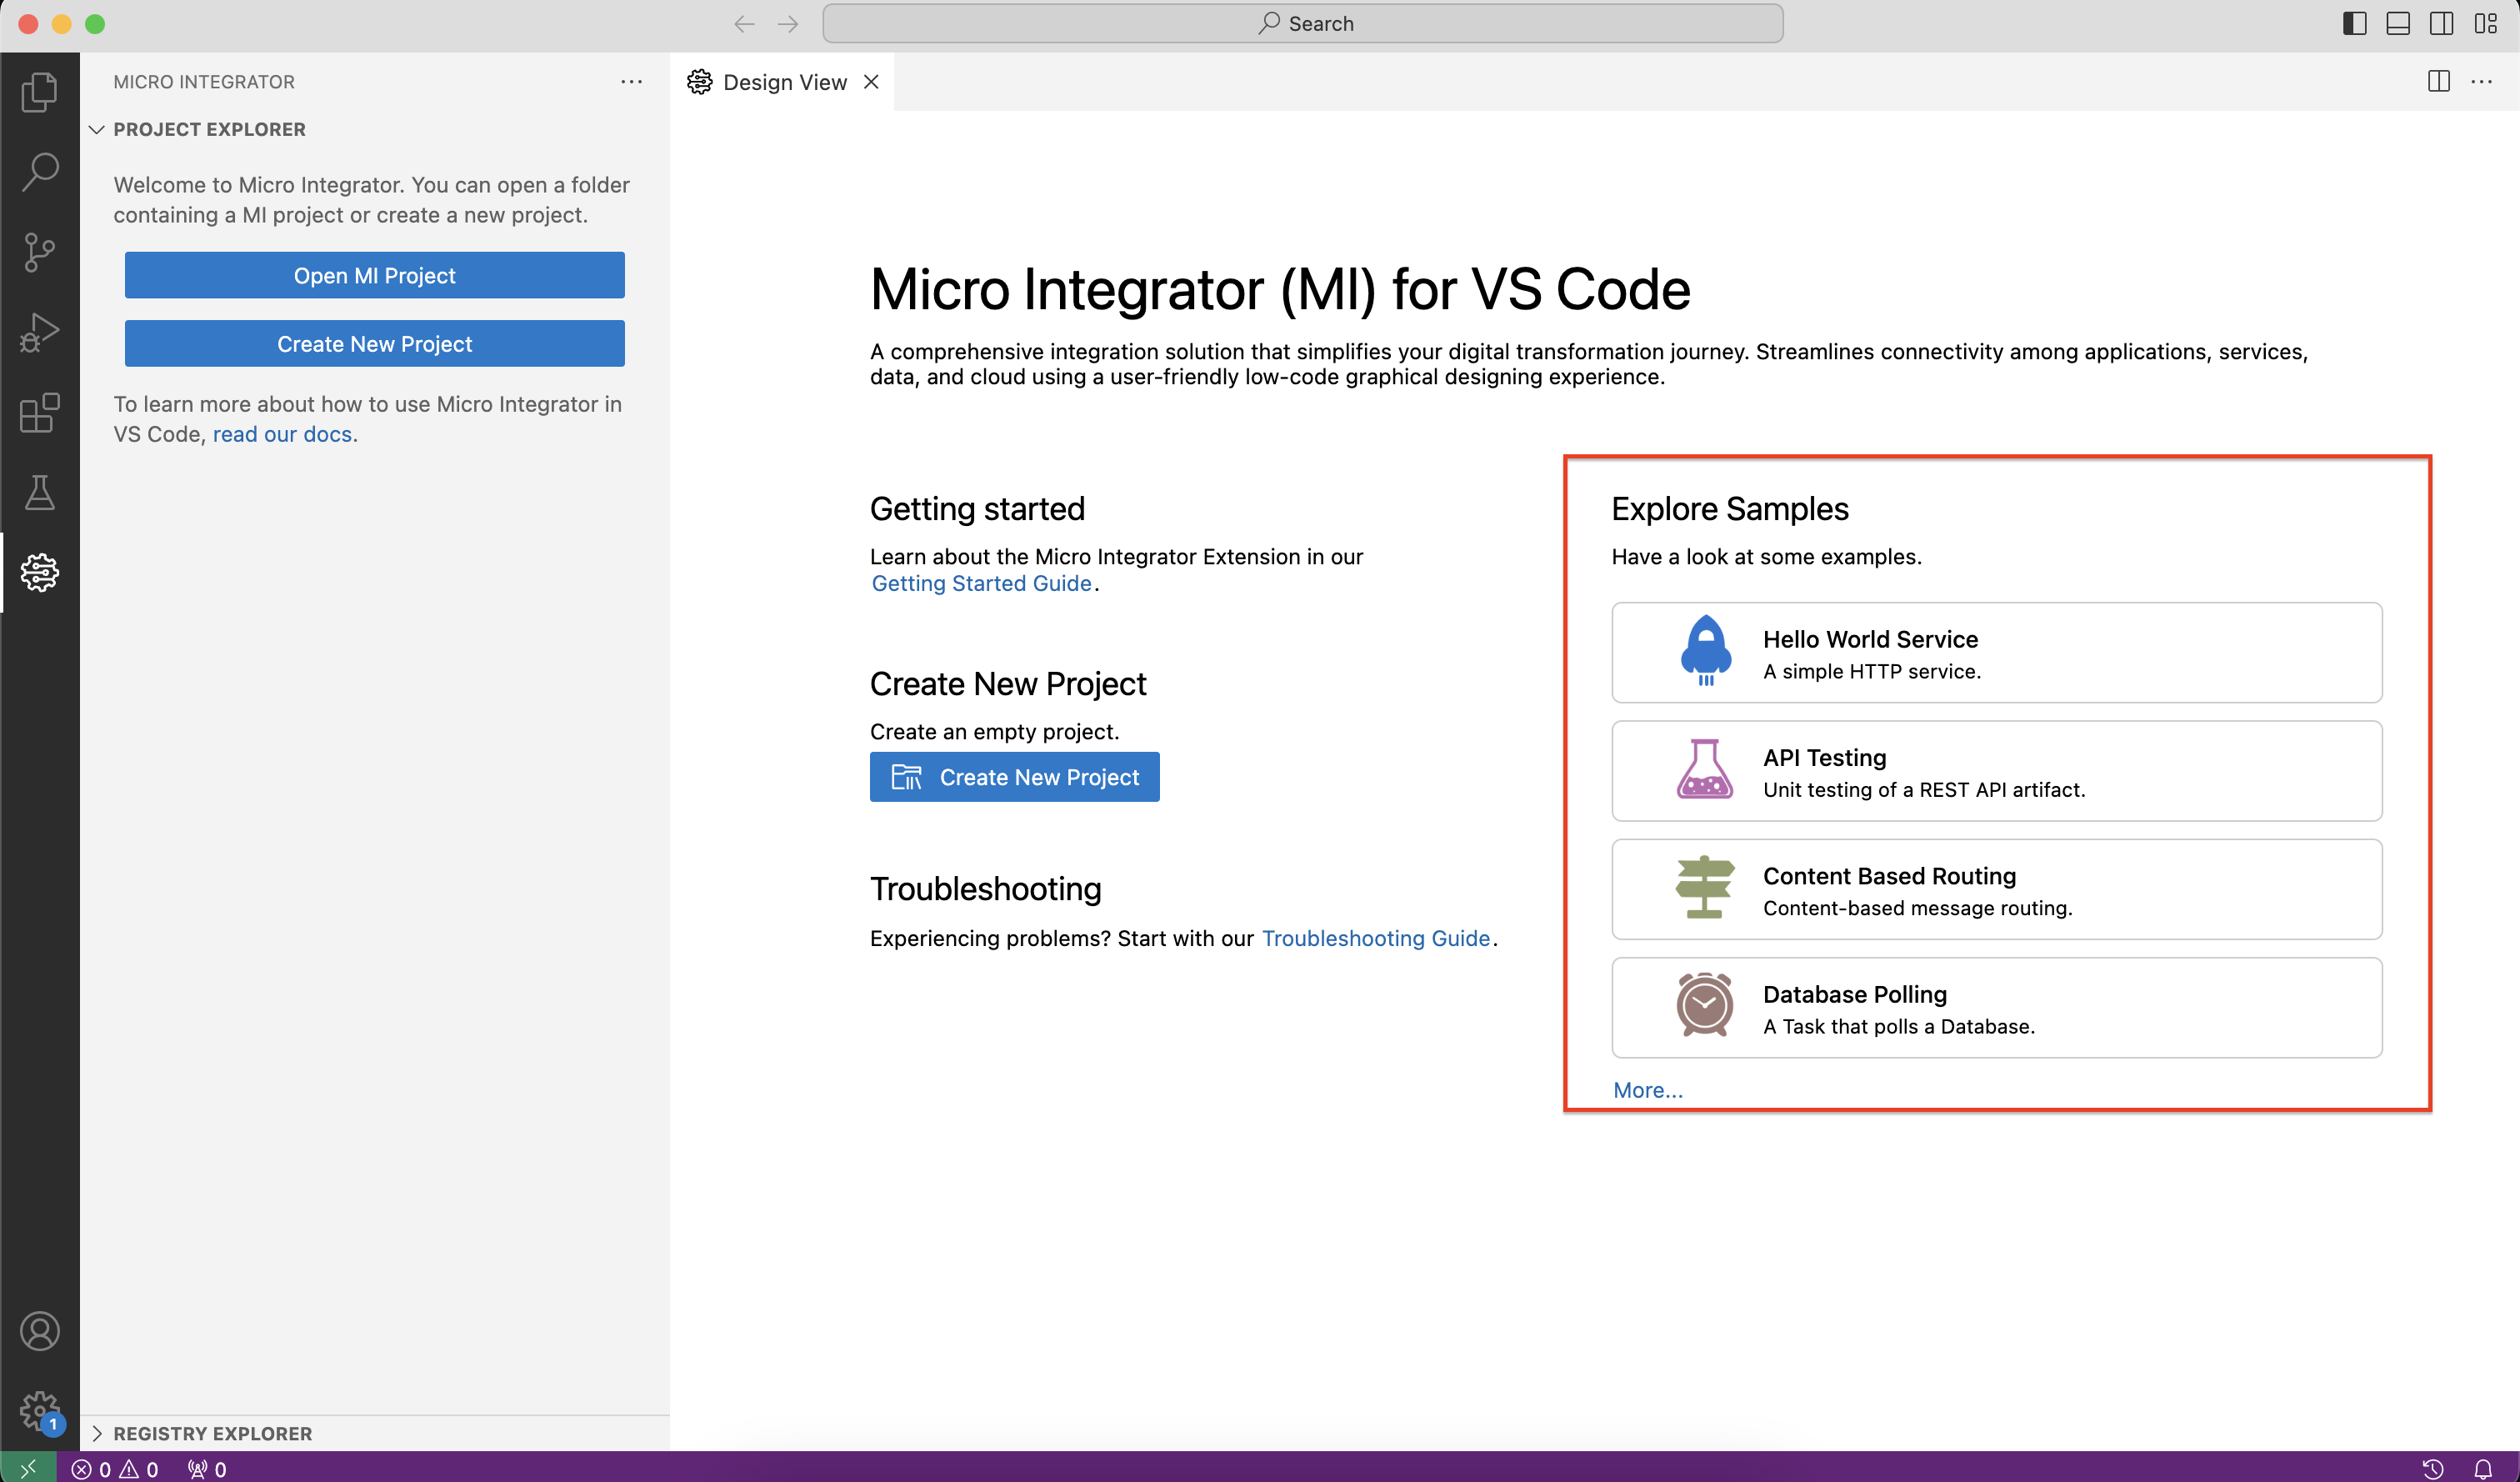 Search
MICRO INTEGRATOR
Design View
PROJECT EXPLORER
Welcome to Micro Integrator. You can open a folder
containing a MI project or create a new project.
Open MI Project
Create New Project
To learn more about how to use Micro Integrator in
VS Code, read our docs.
Micro Integrator (MI) for VS Code
A comprehensive integration solution that simplifies your digital transformation journey. Streamlines connectivity among applications, services,
data, and cloud using a user-friendly low-code graphical designing experience.
Getting started
Learn about the Micro Integrator Extension in our
Getting Started Guide.
Create New Project
Create an empty project.
Create New Project
Troubleshooting
Experiencing problems? Start with our Troubleshooting Guide.
Explore Samples
Have a look at some examples.
Hello World Service
A simple HTTP service.
API Testing
Unit testing of a REST API artifact.
Content Based Routing
Content-based message routing.
Database Polling
A Task that polls a Database.
More...
1
REGISTRY EXPLORER
0 0 0